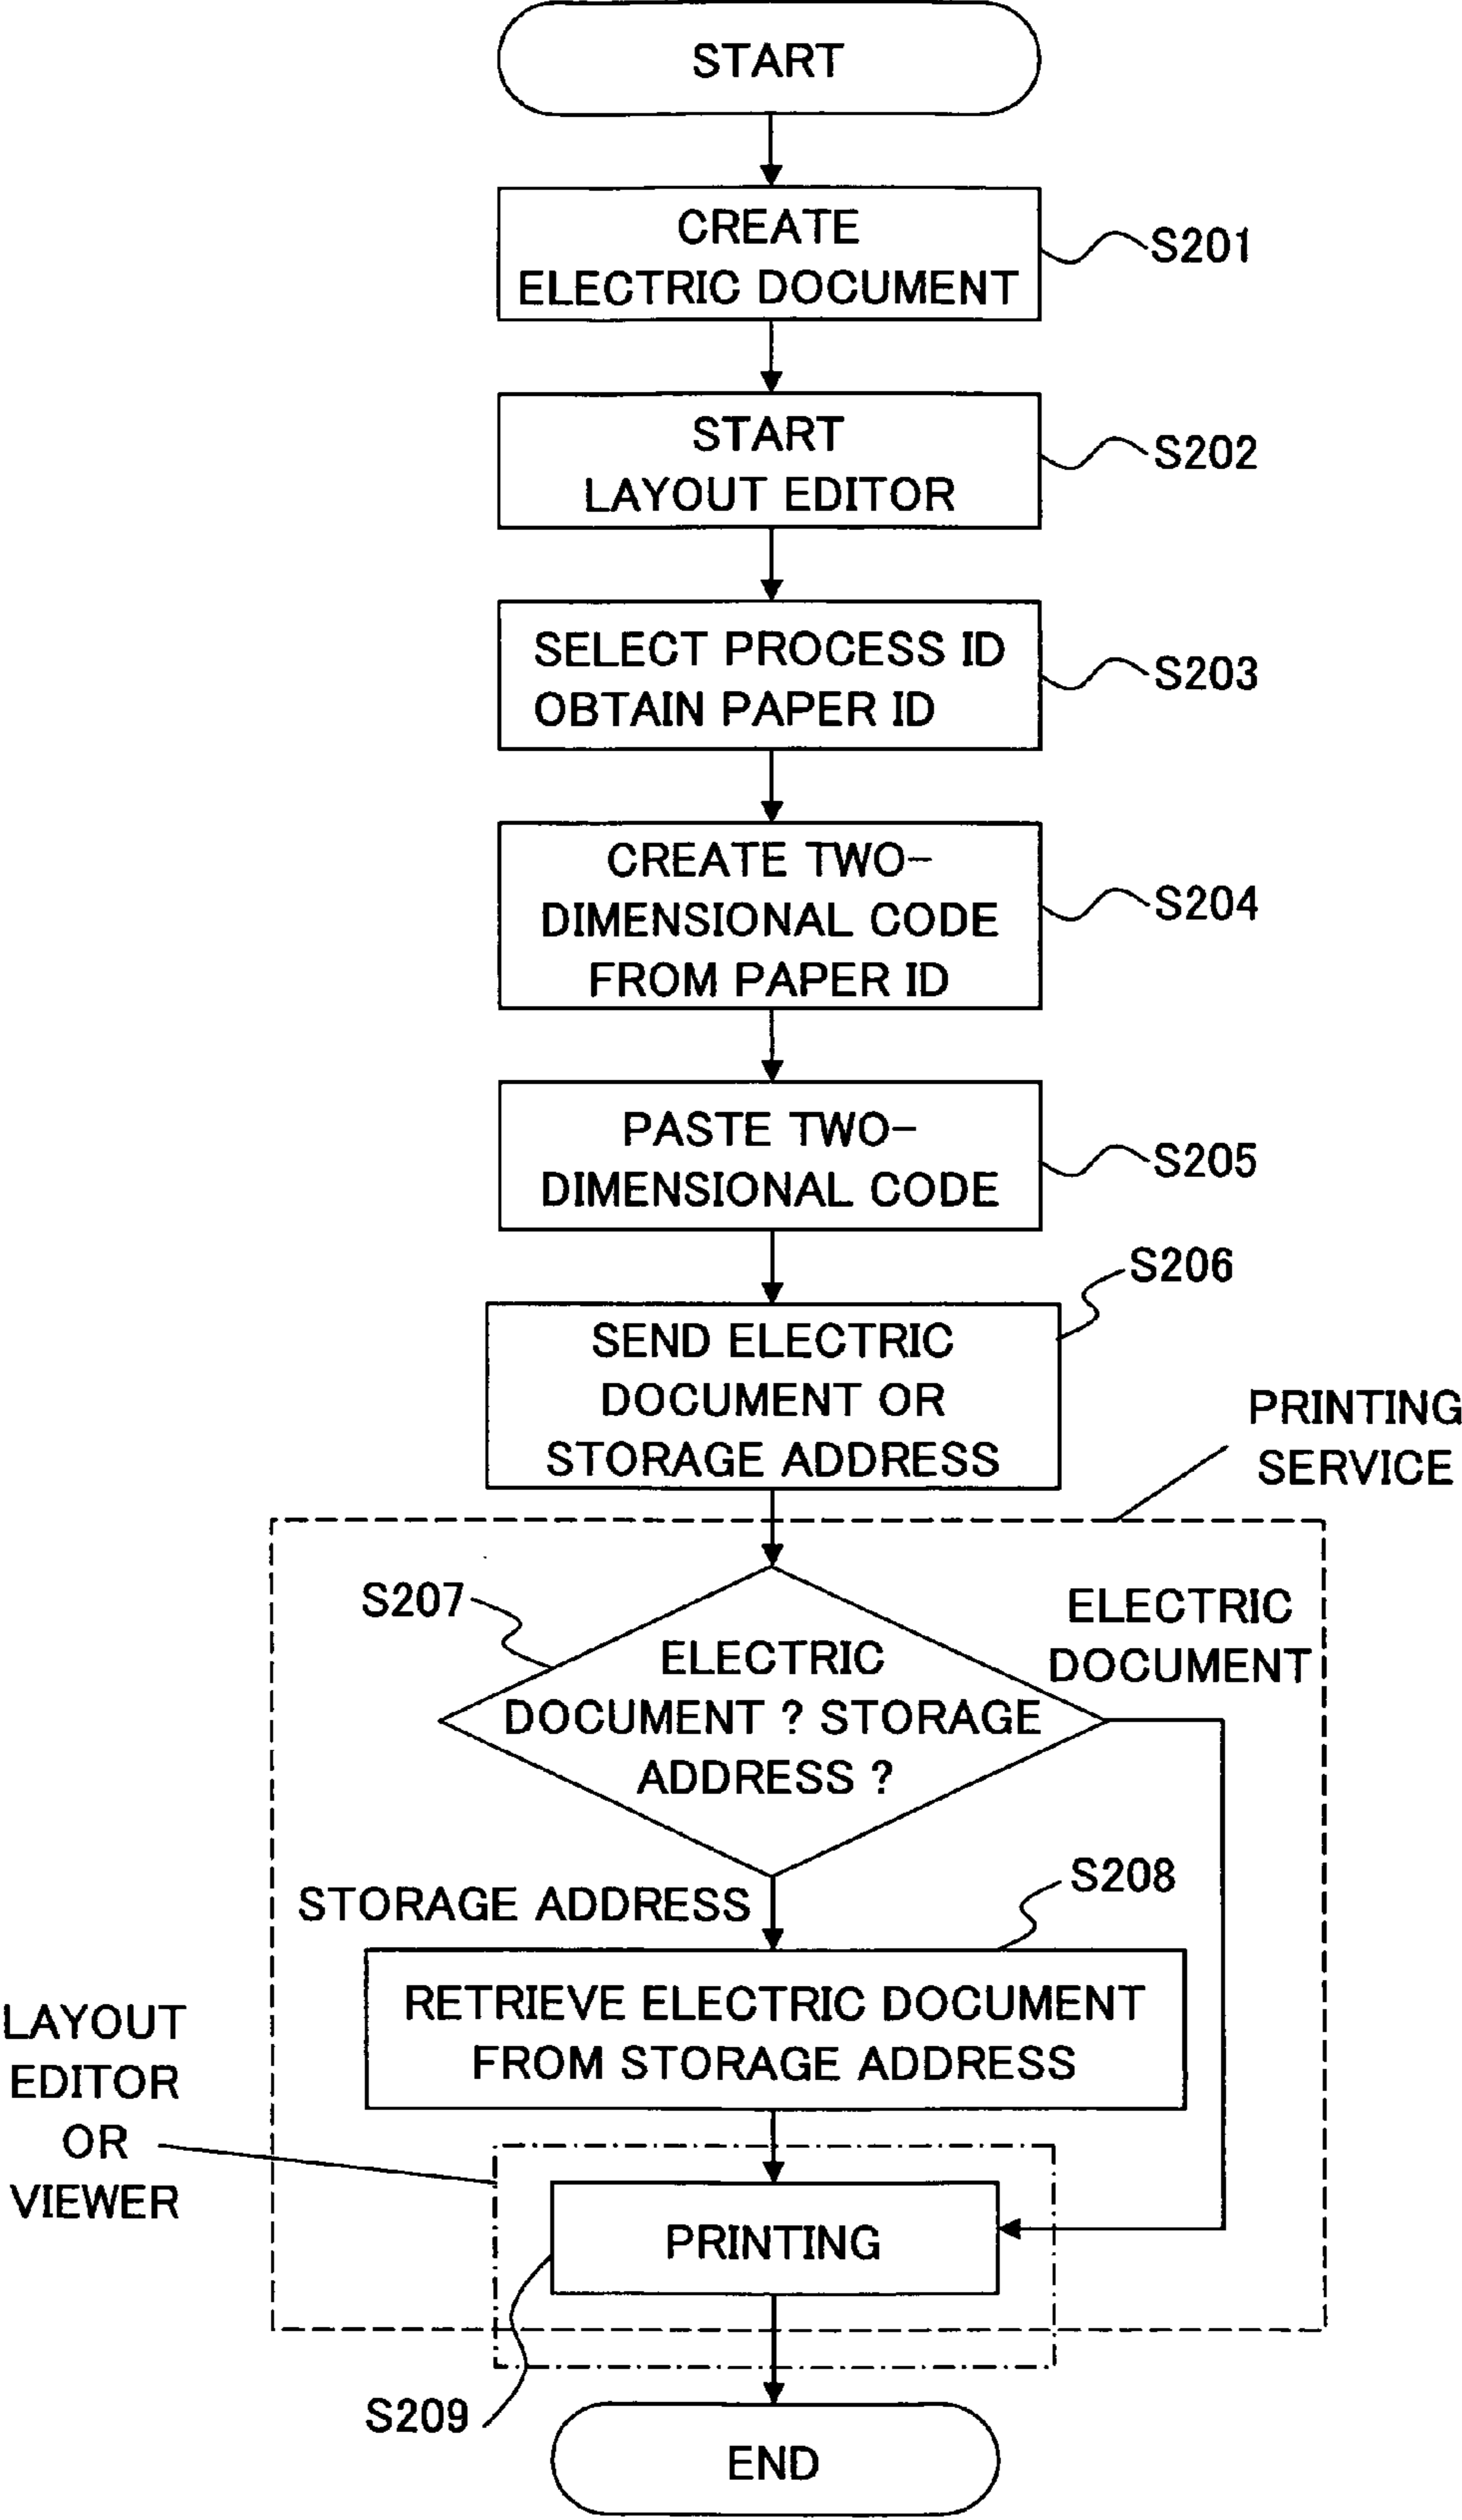 START
CREATE
ELECTRIC DOCUMENT
S201
START
LAYOUT EDITOR
S202
SELECT PROCESS ID
OBTAIN PAPER ID
S203
CREATE TWO-
DIMENSIONAL CODE
FROM PAPER ID
S204
PASTE TWO-
DIMENSIONAL CODE
S205
S206
SEND ELECTRIC
DOCUMENT OR
STORAGE ADDRESS
PRINTING
SERVICE
S207
ELECTRIC
DOCUMENT ? STORAGE
ADDRESS ?
ELECTRIC
DOCUMENT
STORAGE ADDRESS
S208
RETRIEVE ELECTRIC DOCUMENT
FROM STORAGE ADDRESS
LAYOUT
EDITOR
OR
VIEWER
PRINTING
S209
END